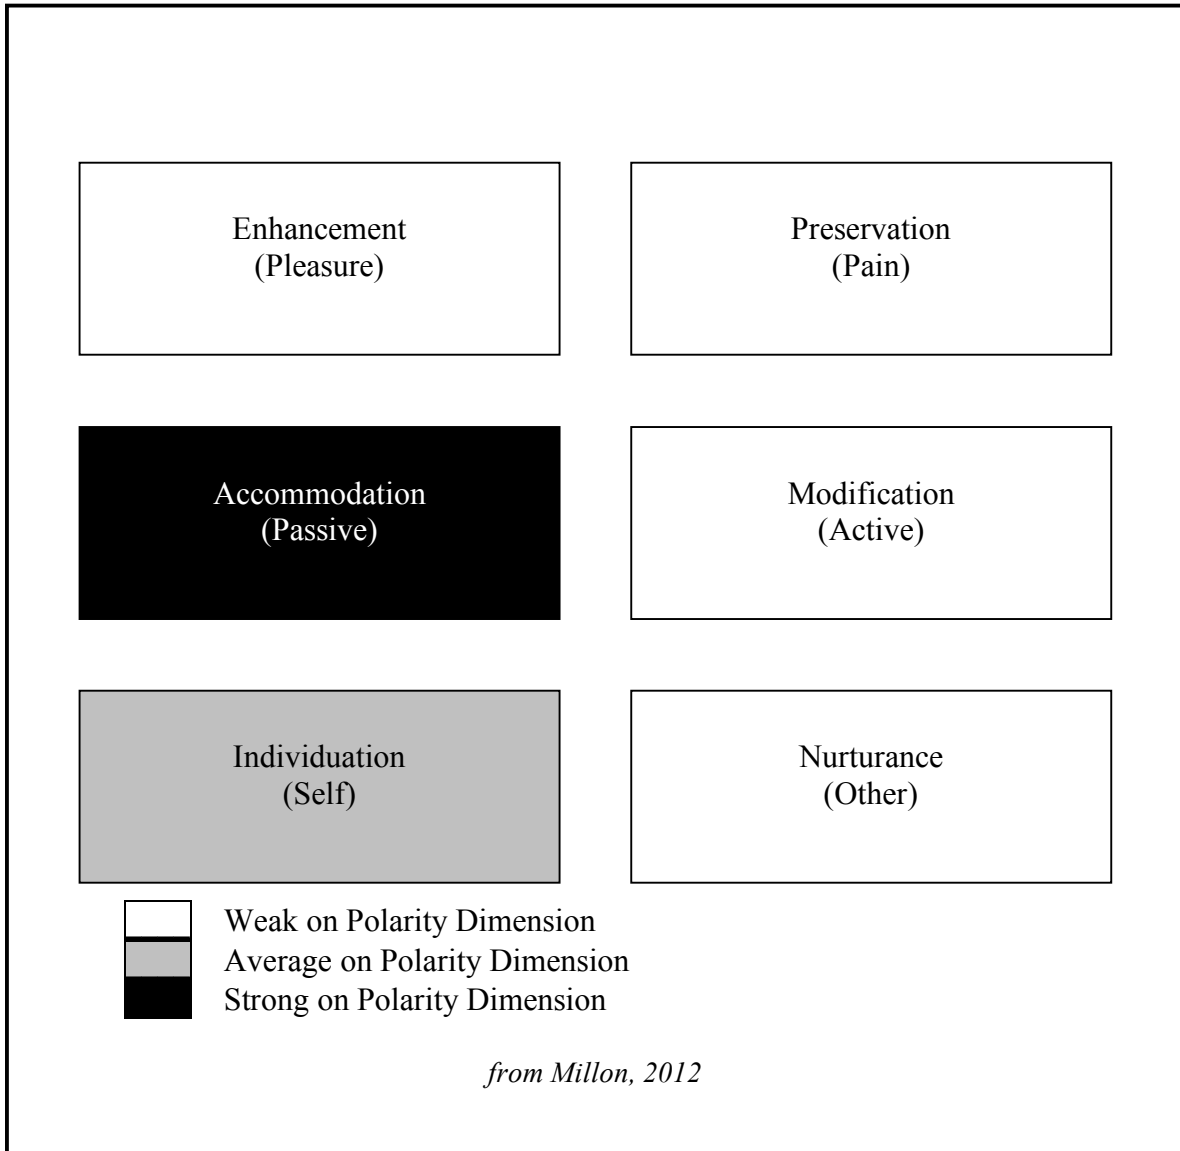 Enhancement
(Pleasure)
Preservation
(Pain)
Accommodation
(Passive)
Modification
(Active)
Individuation
(Self)
Nurturance
(Other)
Weak on Polarity Dimension
Average on Polarity Dimension
Strong on Polarity Dimension
from Millon, 2012